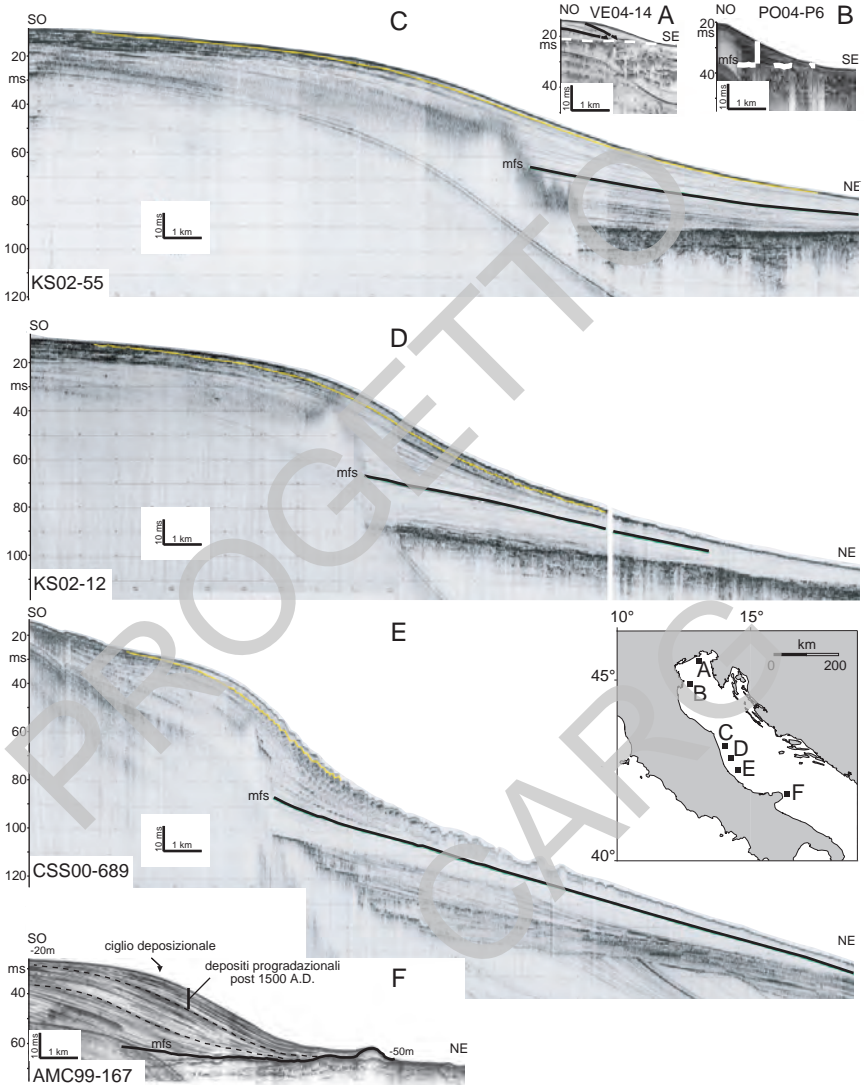 SO
C
NO VE04-14 A
SE
PO04-P6 B
NO
SE
20
ms
40
10 ms
1 km
20
mfs
40
10 ms
1 km
20
ms
40
60
80
100
120
mfs
NE
10 ms
1 km
KS02-55
SO
D
20
ms
40
60
80
100
mfs
NE
10 ms
1 km
KS02-12
SO
E
20
ms
40
60
80
100
120
mfs
NE
10 ms
1 km
CSS00-689
10°
15°
km
0 200
45°
40°
A
B
C
D
E
F
SO
-20m
ciglio deposizionale
depositi progradazionali
post 1500 A.D.
F
ms
40
60
mfs
-50m
NE
10 ms
1 km
AMC99-167
PROGETTO
CARG